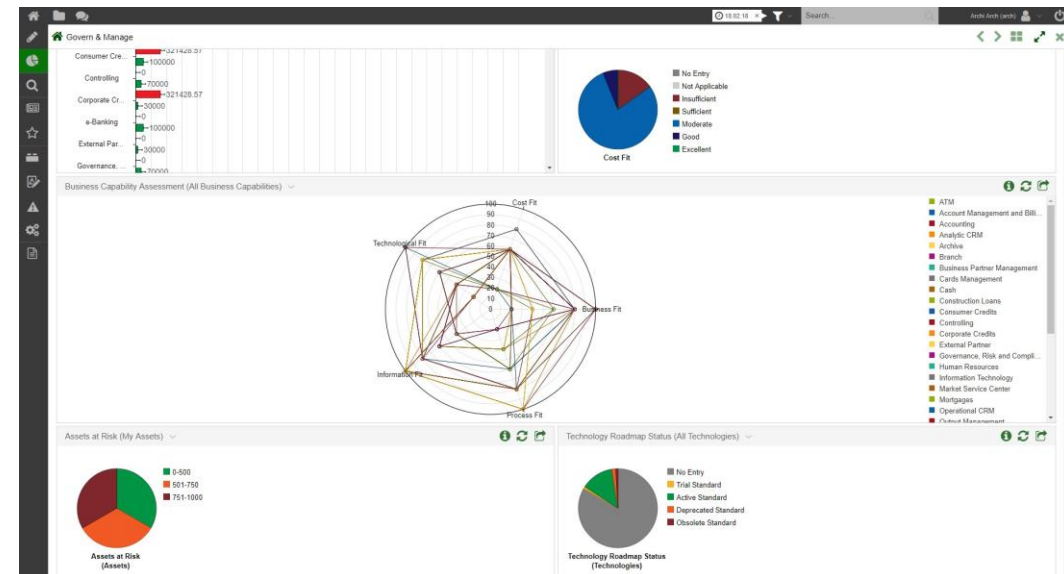 18.02.18
Search...
Archi Arch (arch)
Govern & Manage
Consumer Cre...
321428.57
100000
Controlling
0
70000
Corporate Cr...
321428.57
30000
e-Banking
0
100000
External Par...
0
30000
Governance, ...
0
70000
No Entry
Not Applicable
Insufficient
Sufficient
Moderate
Good
Excellent
Cost Fit
Business Capability Assessment (All Business Capabilities)
100
90
80
70
60
50
40
30
20
10
0
Cost Fit
Technological Fit
Business Fit
Information Fit
Process Fit
ATM
Account Management and Billi...
Accounting
Analytic CRM
Archive
Branch
Business Partner Management
Cards Management
Cash
Construction Loans
Consumer Credits
Controlling
Corporate Credits
External Partner
Governance, Risk and Compli...
Human Resources
Information Technology
Market Service Center
Mortgages
Operational CRM
Output Management
Assets at Risk (My Assets)
0-500
501-750
751-1000
Assets at Risk
(Assets)
Technology Roadmap Status (All Technologies)
No Entry
Trial Standard
Active Standard
Deprecated Standard
Obsolete Standard
Technology Roadmap Status
(Technologies)